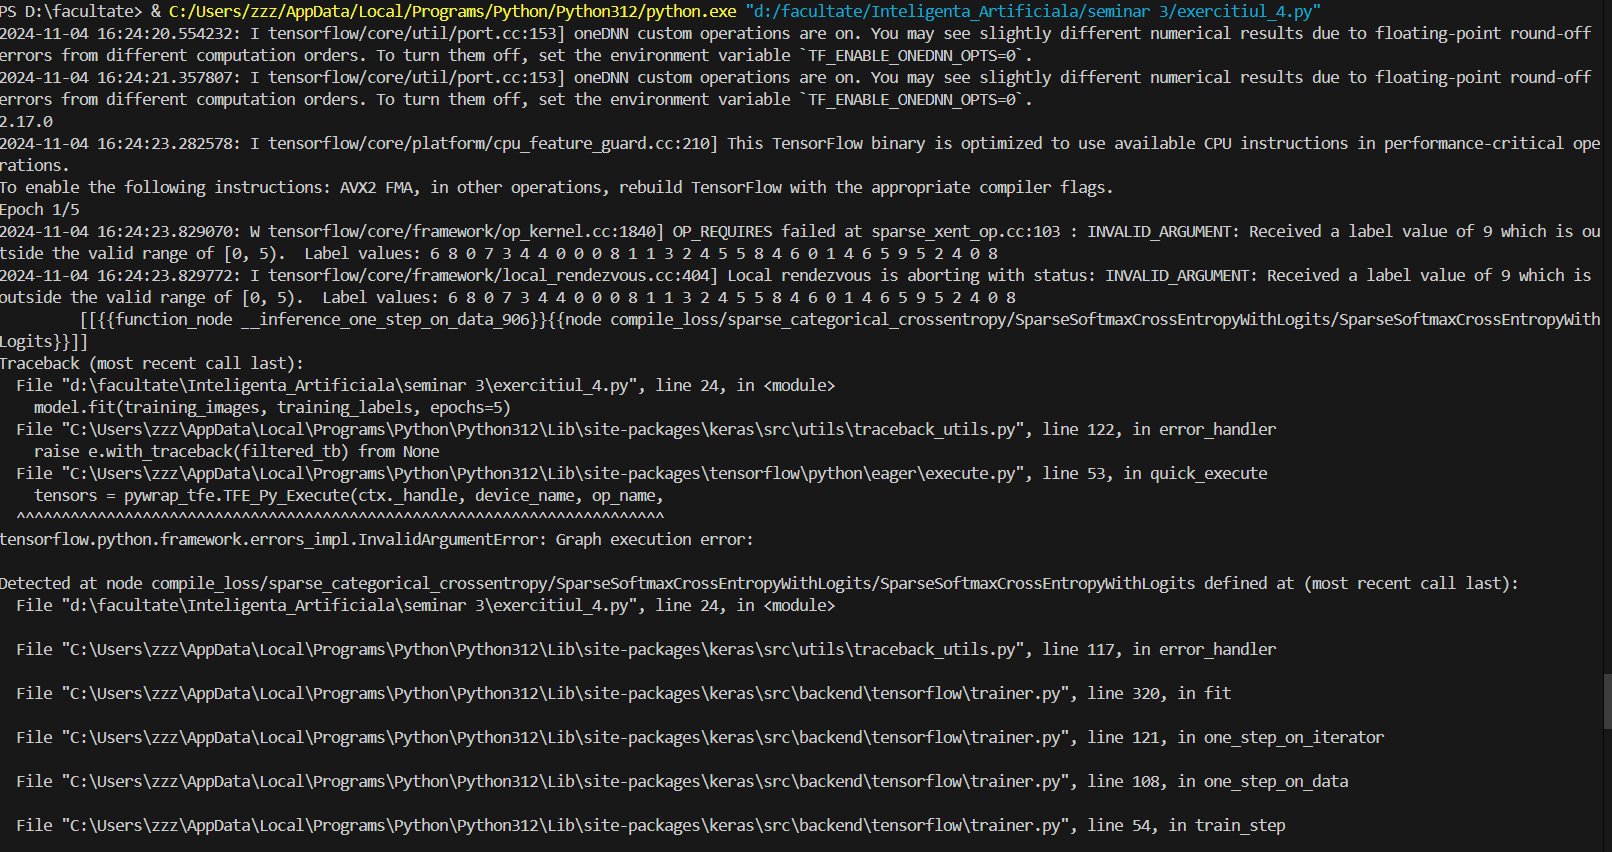 PS D:\facultate> & C:/Users/zzz/AppData/Local/Programs/Python/Python312/python.exe "d:/facultate/Inteligenta_Artificiala/seminar 3/exercitiul_4.py"
2024-11-04 16:24:20.554232: I tensorflow/core/util/port.cc:153] oneDNN custom operations are on. You may see slightly different numerical results due to floating-point round-off
errors from different computation orders. To turn them off, set the environment variable `TF_ENABLE_ONEDNN_OPTS=0`.
2024-11-04 16:24:21.357807: I tensorflow/core/util/port.cc:153] oneDNN custom operations are on. You may see slightly different numerical results due to floating-point round-off
errors from different computation orders. To turn them off, set the environment variable `TF_ENABLE_ONEDNN_OPTS=0`.
2.17.0
2024-11-04 16:24:23.282578: I tensorflow/core/platform/cpu_feature_guard.cc:210] This TensorFlow binary is optimized to use available CPU instructions in performance-critical ope
rations.
To enable the following instructions: AVX2 FMA, in other operations, rebuild TensorFlow with the appropriate compiler flags.
Epoch 1/5
2024-11-04 16:24:23.829070: W tensorflow/core/framework/op_kernel.cc:1840] OP_REQUIRES failed at sparse_xent_op.cc:103 : INVALID_ARGUMENT: Received a label value of 9 which is ou
tside the valid range of [0, 5).  Label values: 6 8 0 7 3 4 4 0 0 0 8 1 1 3 2 4 5 5 8 4 6 0 1 4 6 5 9 5 2 4 0 8
2024-11-04 16:24:23.829772: I tensorflow/core/framework/local_rendezvous.cc:404] Local rendezvous is aborting with status: INVALID_ARGUMENT: Received a label value of 9 which is
outside the valid range of [0, 5).  Label values: 6 8 0 7 3 4 4 0 0 0 8 1 1 3 2 4 5 5 8 4 6 0 1 4 6 5 9 5 2 4 0 8
         [[{{function_node __inference_one_step_on_data_906}}{{node compile_loss/sparse_categorical_crossentropy/SparseSoftmaxCrossEntropyWithLogits/SparseSoftmaxCrossEntropyWith
Logits}}]]
Traceback (most recent call last):
  File "d:\facultate\Inteligenta_Artificiala\seminar 3\exercitiul_4.py", line 24, in <module>
    model.fit(training_images, training_labels, epochs=5)
  File "C:\Users\zzz\AppData\Local\Programs\Python\Python312\Lib\site-packages\keras\src\utils\traceback_utils.py", line 122, in error_handler
    raise e.with_traceback(filtered_tb) from None
  File "C:\Users\zzz\AppData\Local\Programs\Python\Python312\Lib\site-packages\tensorflow\python\eager\execute.py", line 53, in quick_execute
    tensors = pywrap_tfe.TFE_Py_Execute(ctx._handle, device_name, op_name,
  ^^^^^^^^^^^^^^^^^^^^^^^^^^^^^^^^^^^^^^^^^^^^^^^^^^^^^^^^^^^^^^^^^^^^^^^^
tensorflow.python.framework.errors_impl.InvalidArgumentError: Graph execution error:

Detected at node compile_loss/sparse_categorical_crossentropy/SparseSoftmaxCrossEntropyWithLogits/SparseSoftmaxCrossEntropyWithLogits defined at (most recent call last):
  File "d:\facultate\Inteligenta_Artificiala\seminar 3\exercitiul_4.py", line 24, in <module>

  File "C:\Users\zzz\AppData\Local\Programs\Python\Python312\Lib\site-packages\keras\src\utils\traceback_utils.py", line 117, in error_handler

  File "C:\Users\zzz\AppData\Local\Programs\Python\Python312\Lib\site-packages\keras\src\backend\tensorflow\trainer.py", line 320, in fit

  File "C:\Users\zzz\AppData\Local\Programs\Python\Python312\Lib\site-packages\keras\src\backend\tensorflow\trainer.py", line 121, in one_step_on_iterator

  File "C:\Users\zzz\AppData\Local\Programs\Python\Python312\Lib\site-packages\keras\src\backend\tensorflow\trainer.py", line 108, in one_step_on_data

  File "C:\Users\zzz\AppData\Local\Programs\Python\Python312\Lib\site-packages\keras\src\backend\tensorflow\trainer.py", line 54, in train_step